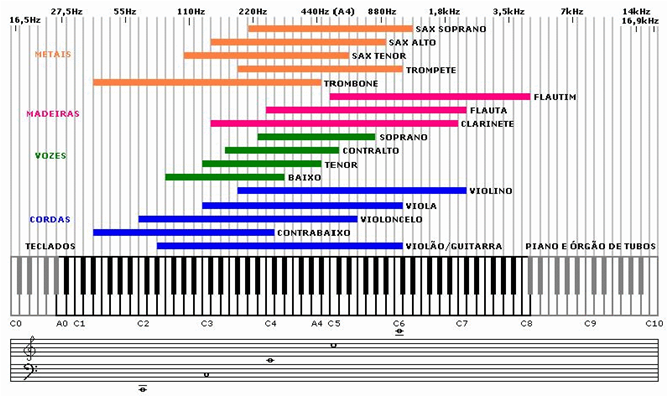 27,5Hz 55Hz 110Hz 220Hz 440Hz (A4) 880Hz 1,8kHz 3,5kHz 7kHz 14kHz
16,5Hz 16,9kHz
SAX SOPRANO
SAX ALTO
METAIS SAX TENOR
TROMPETE
TROMBONE
FLAUTIM
MADEIRAS FLAUTA
CLARINETE
SOPRANO
VOZES CONTRALTO
TENOR
BAIXO
VIOLINO
VIOLA
CORDAS VIOLONCELO
CONTRABAIXO
TECLADOS VIOLÃO/GUITARRA PIANO E ÓRGÃO DE TUBOS
C0 A0 C1 C2 C3 C4 A4 C5 C6 C7 C8 C9 C10